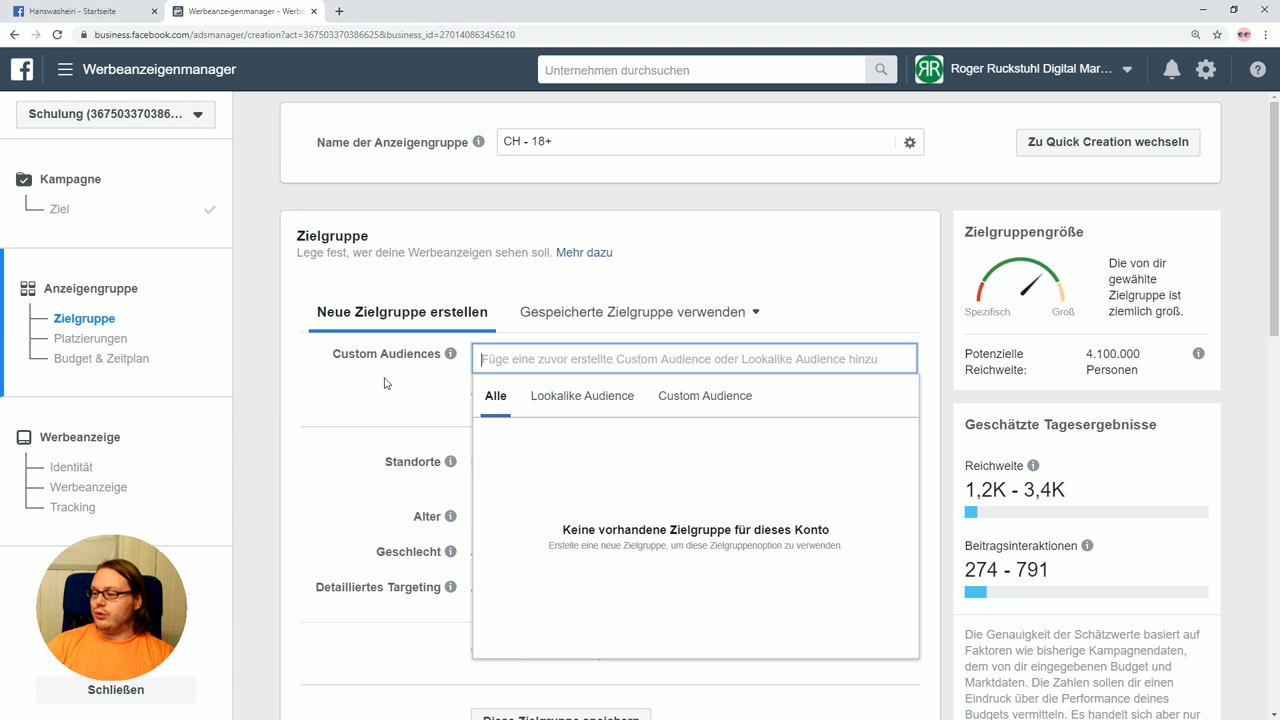 Hanswasheiri - Startseite
Werbeanzeigenmanager - Werbe
business.facebook.com/adsmanager/creation?act=367503370386625&business_id=270140863456210
Werbeanzeigenmanager
Unternehmen durchsuchen
Roger Ruckstuhl Digital Mar...
Schulung (367503370386...
Kampagne
Ziel
Anzeigengruppe
Zielgruppe
Platzierungen
Budget & Zeitplan
Werbeanzeige
Identität
Werbeanzeige
Tracking
Schließen
Name der Anzeigengruppe
CH - 18+
Zu Quick Creation wechseln
Zielgruppe
Lege fest, wer deine Werbeanzeigen sehen soll. Mehr dazu
Neue Zielgruppe erstellen
Gespeicherte Zielgruppe verwenden
Custom Audiences
Füge eine zuvor erstellte Custom Audience oder Lookalike Audience hinzu
Alle
Lookalike Audience
Custom Audience
Standorte
Keine vorhandene Zielgruppe für dieses Konto
Erstelle eine neue Zielgruppe, um diese Zielgruppenoption zu verwenden.
Alter
Geschlecht
Detailliertes Targeting
Diese Zielgruppe speichern
Zielgruppengröße
Die von dir
gewählte
Zielgruppe ist
ziemlich groß.
Spezifisch
Groß
Potenzielle
Reichweite:
4.100.000
Personen
Geschätzte Tagesergebnisse
Reichweite
1,2K - 3,4K
Beitragsinteraktionen
274 - 791
Die Genauigkeit der Schätzwerte basiert auf
Faktoren wie bisherige Kampagnendaten,
dem von dir eingegebenen Budget und
Marktdaten. Die Zahlen sollen dir einen
Eindruck über die Performance deines
Budgets vermitteln. Es handelt sich aber nur